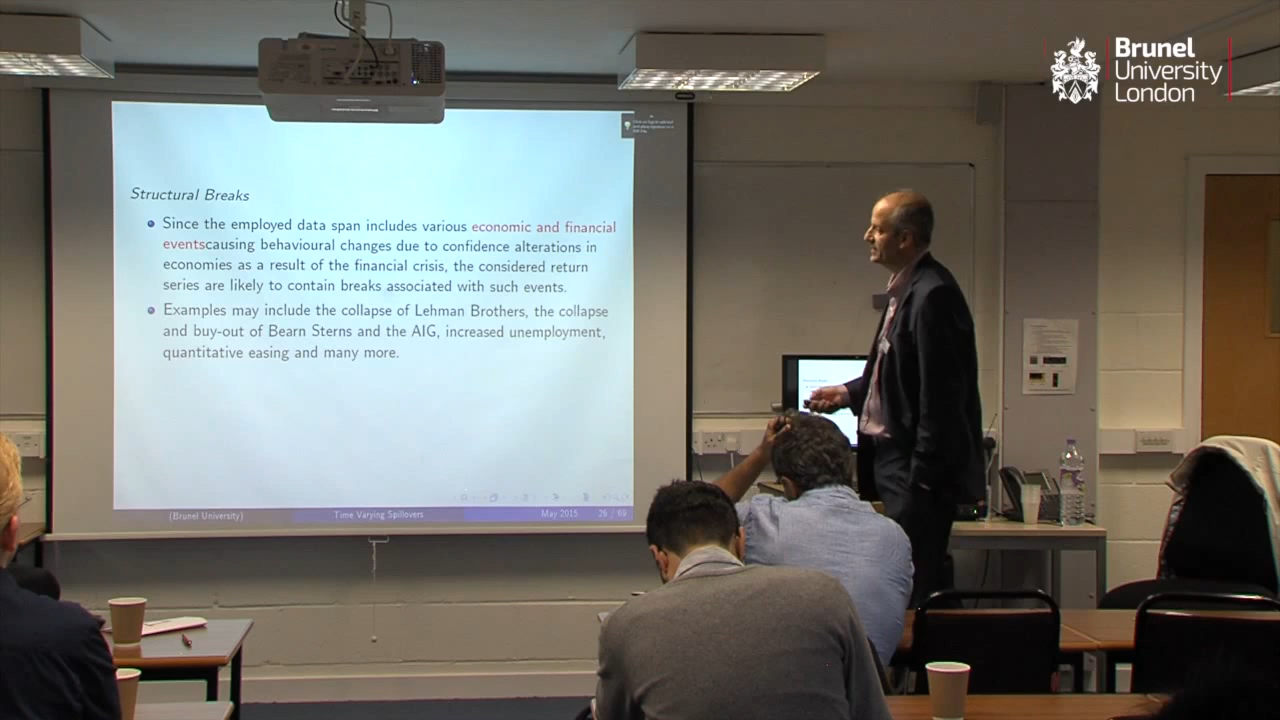 Brunel
University
London
Structural Breaks
Since the employed data span includes various economic and financial
eventscausing behavioural changes due to confidence alterations in
economies as a result of the financial crisis, the considered return
series are likely to contain breaks associated with such events.
Examples may include the collapse of Lehman Brothers, the collapse
and buy-out of Bearn Sterns and the AIG, increased unemployment,
quantitative easing and many more.
(Brunel University) Time Varying Spillovers May 2015 26 / 69